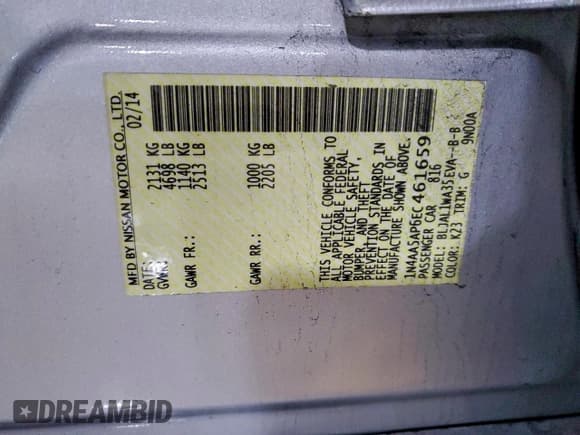 MFD BY NISSAN MOTOR CO., LTD.
DATE: 02/14
GVWR: 2131 KG
4698 LB
GAWR FR: 1140 KG
2513 LB
GAWR RR: 1000 KG
2205 LB
THIS VEHICLE CONFORMS TO
ALL APPLICABLE FEDERAL
MOTOR VEHICLE SAFETY,
BUMPER, AND THEFT
PREVENTION STANDARDS IN
EFFECT ON THE DATE OF
MANUFACTURE SHOWN ABOVE.
1N4AA5AP6EC461659
PASSENGER CAR 816
MODEL: BLJALLWA35EVA-B-B
COLOR: K23 TRIM: G 9N00A
DREAMBID